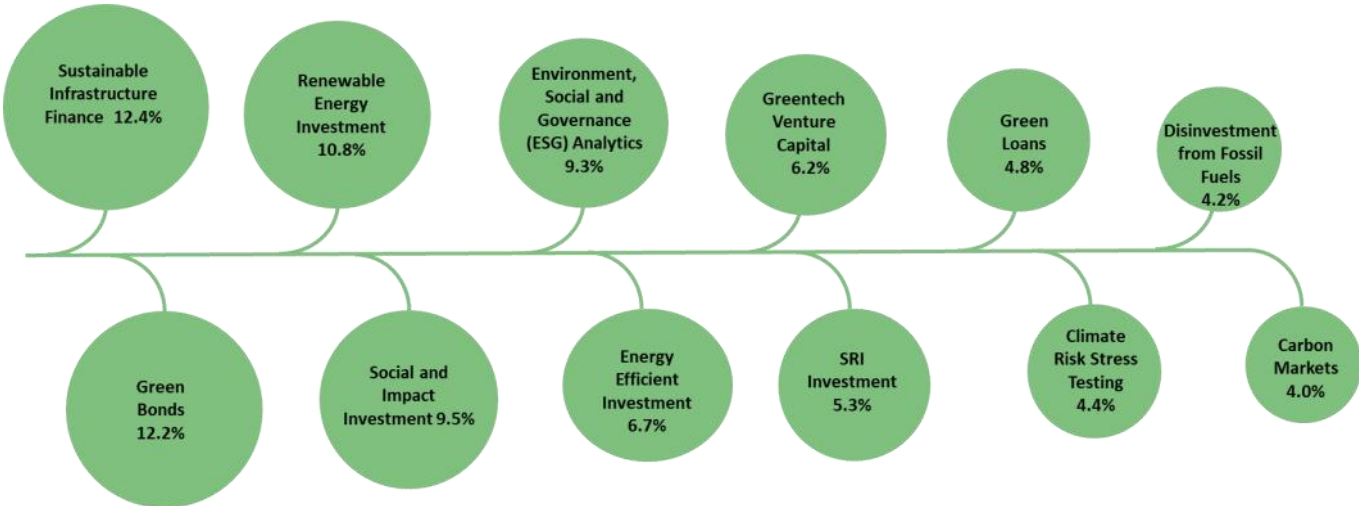 Sustainable
Infrastructure
Finance 12.4%
Renewable
Energy
Investment
10.8%
Environment,
Social and
Governance
(ESG) Analytics
9.3%
Greentech
Venture
Capital
6.2%
Green
Loans
4.8%
Disinvestment
from Fossil
Fuels
4.2%
Green
Bonds
12.2%
Social and
Impact
Investment 9.5%
Energy
Efficient
Investment
6.7%
SRI
Investment
5.3%
Climate
Risk Stress
Testing
4.4%
Carbon
Markets
4.0%